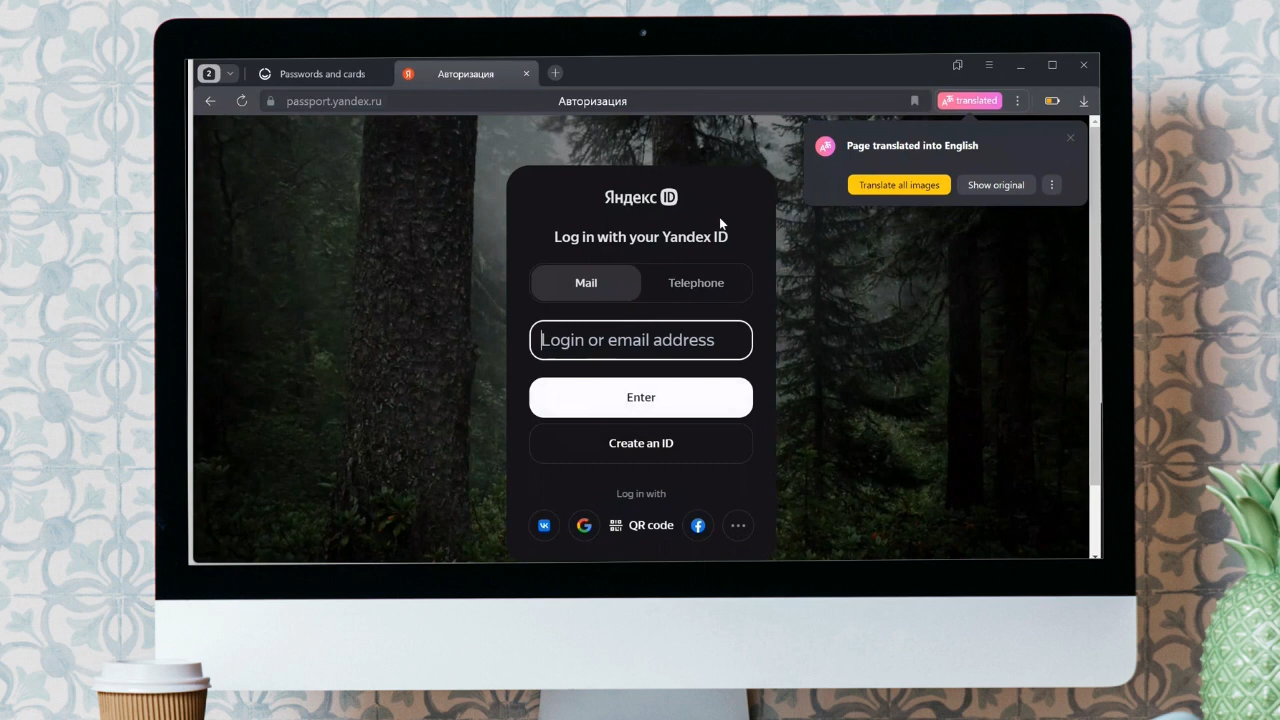 2
Passwords and cards
Авторизация
passport.yandex.ru
Авторизация
translated
Page translated into English
Translate all images
Show original
Яндекс ID
Log in with your Yandex ID
Mail
Telephone
Login or email address
Enter
Create an ID
Log in with
QR code